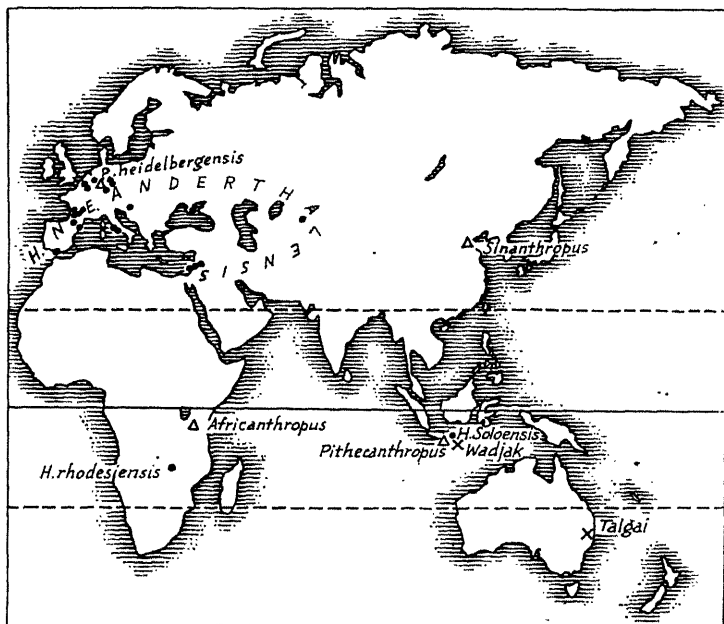 P. heidelbergensis
H. NEANDERTHALENSIS
Sinanthropus
Africanthropus
H. Soloensis
Pithecanthropus
Wadjak
H. rhodesiensis
Talgai